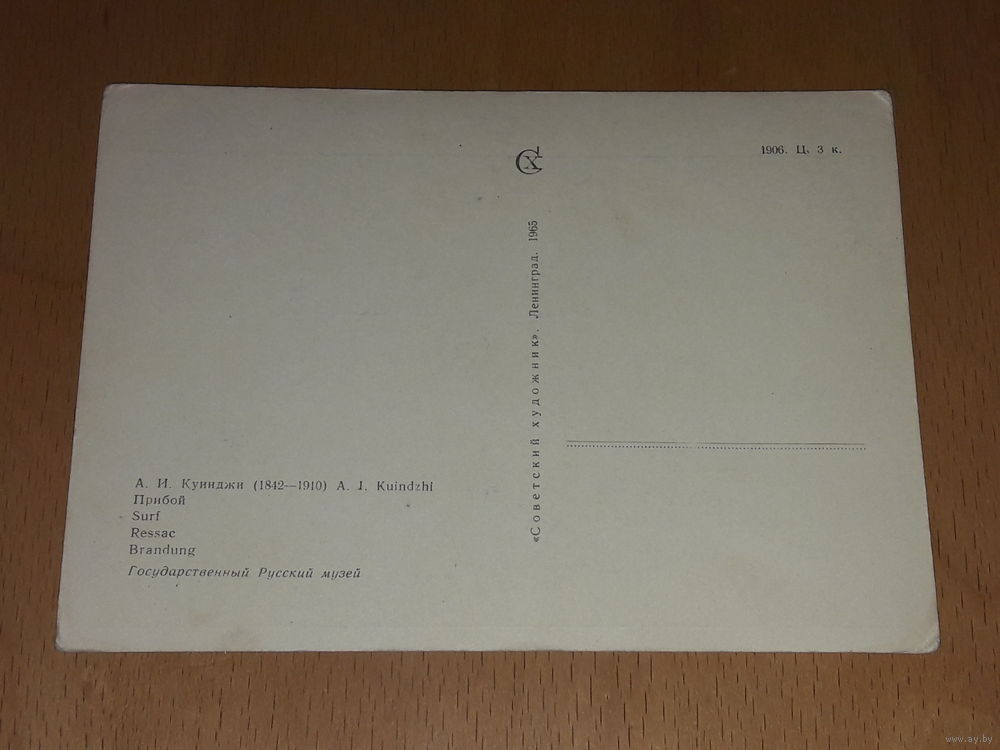 СХ
1906. Ц. 3 к.
«Советский художник». Ленинград. 1965
А. И. Куинджи (1842—1910) A. I. Kuindzhi
Прибой
Surf
Ressac
Brandung
Государственный Русский музей
www.ay.by